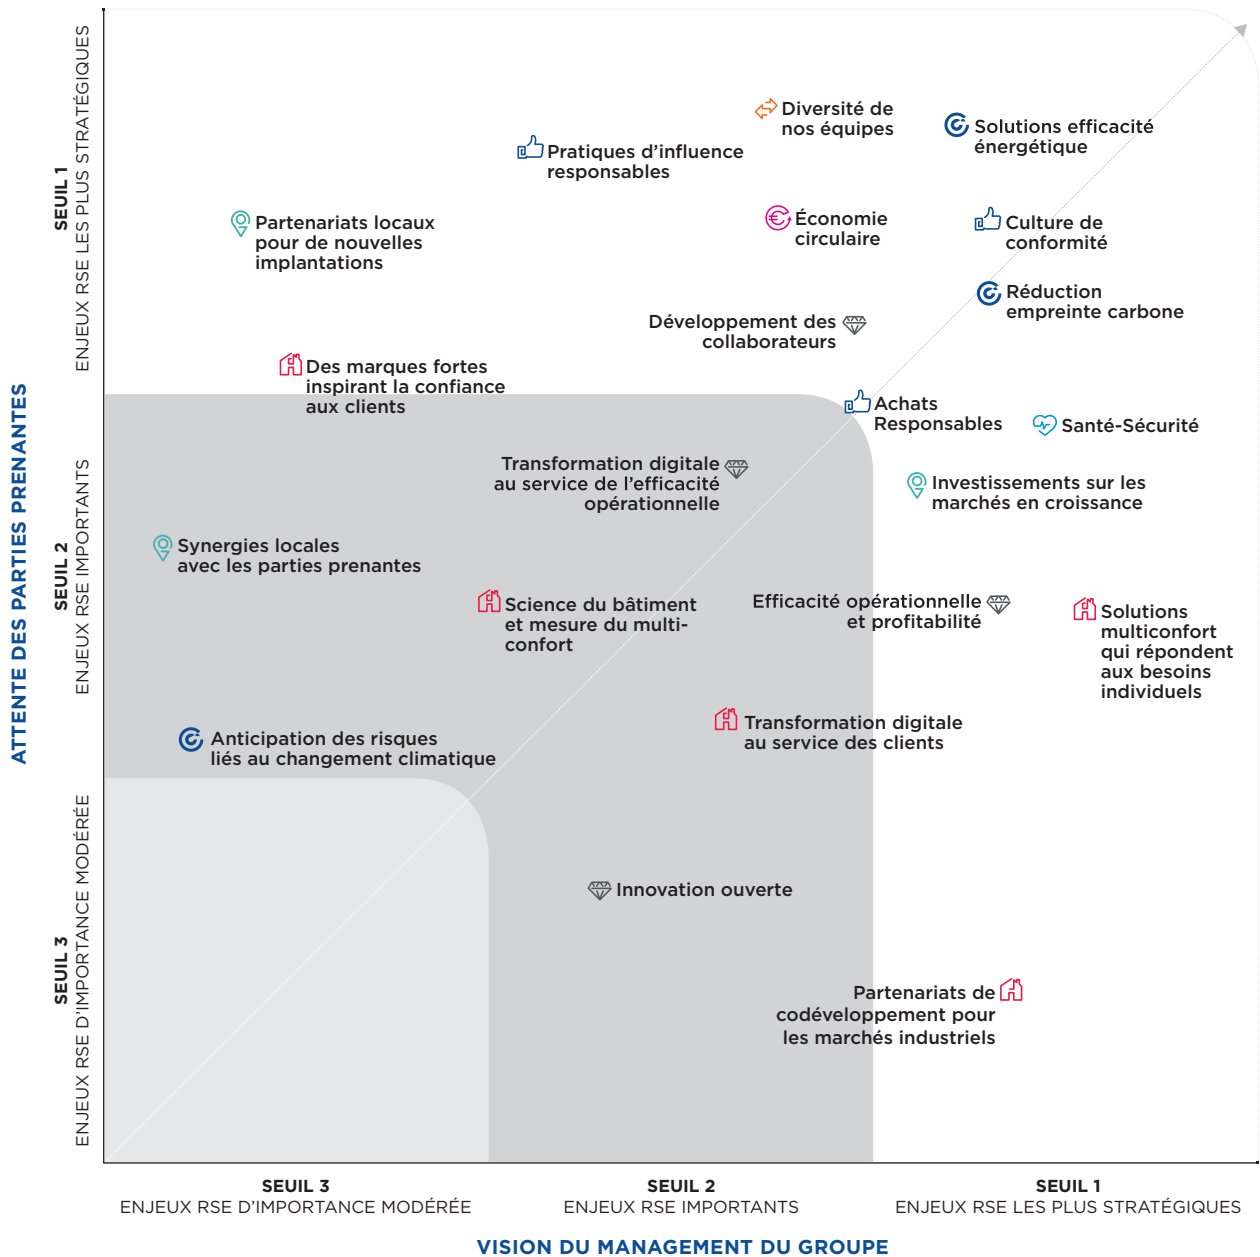 ATTENTE DES PARTIES PRENANTES
SEUIL 1
ENJEUX RSE LES PLUS STRATÉGIQUES
SEUIL 2
ENJEUX RSE IMPORTANTS
SEUIL 3
ENJEUX RSE D'IMPORTANCE MODÉRÉE
Diversité de
nos équipes
Solutions efficacité
énergétique
Pratiques d’influence
responsables
Partenariats locaux
pour de nouvelles
implantations
Économie
circulaire
Culture de
conformité
Réduction
empreinte carbone
Développement des
collaborateurs
Des marques fortes
inspirant la confiance
aux clients
Achats
Responsables
Santé-Sécurité
Transformation digitale
au service de l’efficacité
opérationnelle
Investissements sur les
marchés en croissance
Synergies locales
avec les parties prenantes
Science du bâtiment
et mesure du multi-
confort
Efficacité opérationnelle
et profitabilité
Solutions
multiconfort
qui répondent
aux besoins
individuels
Transformation digitale
au service des clients
Anticipation des risques
liés au changement climatique
Innovation ouverte
Partenariats de
codéveloppement pour
les marchés industriels
SEUIL 3
ENJEUX RSE D’IMPORTANCE MODÉRÉE
SEUIL 2
ENJEUX RSE IMPORTANTS
SEUIL 1
ENJEUX RSE LES PLUS STRATÉGIQUES
VISION DU MANAGEMENT DU GROUPE